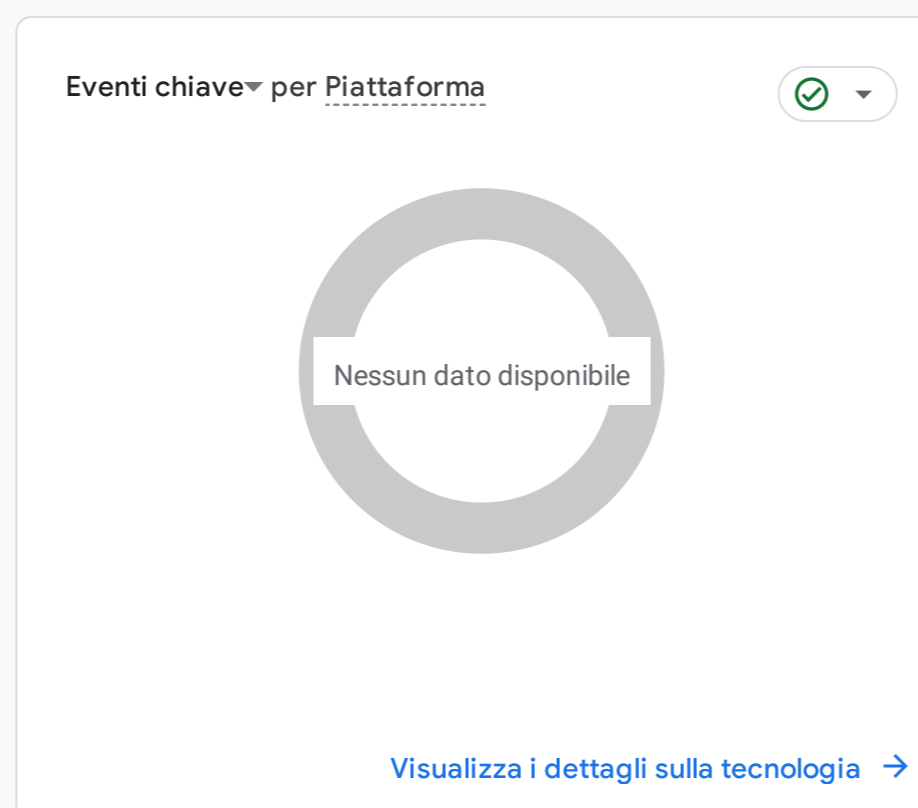 Eventi chiave per Piattaforma
Nessun dato disponibile
Visualizza i dettagli sulla tecnologia